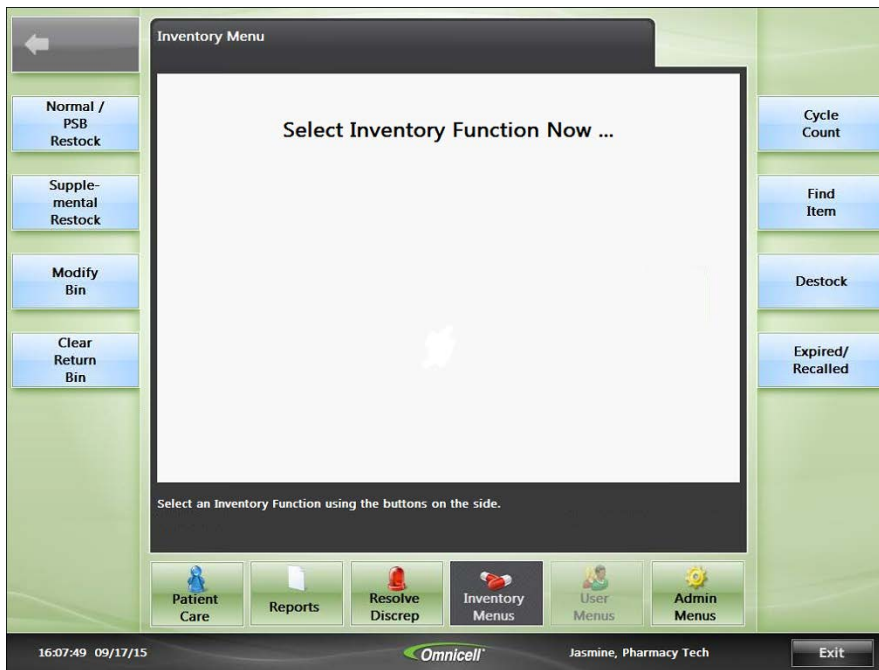 Inventory Menu
Normal /
PSB
Restock
Supple-
mental
Restock
Modify
Bin
Clear
Return
Bin
Select Inventory Function Now ...
Cycle
Count
Find
Item
Destock
Expired/
Recalled
Select an Inventory Function using the buttons on the side.
Patient
Care
Reports
Resolve
Discrep
Inventory
Menus
User
Menus
Admin
Menus
16:07:49 09/17/15
Omnicell
Jasmine, Pharmacy Tech
Exit